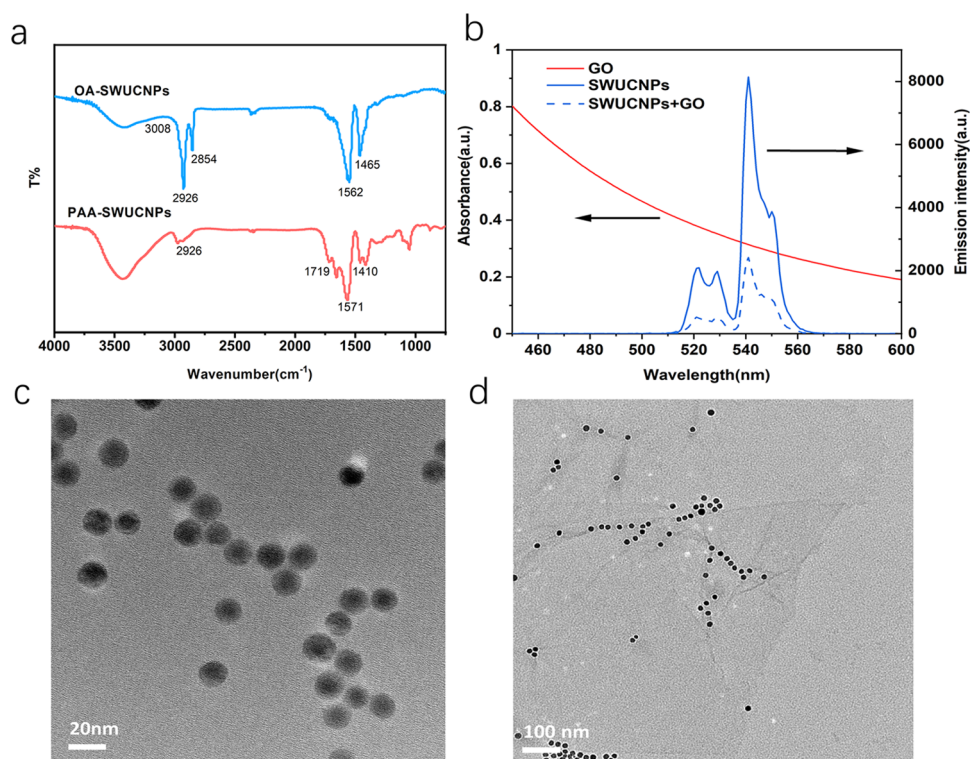 a
OA-SWUCNPs
3008
2854
2926
1465
1562
PAA-SWUCNPs
2926
1719
1410
1571
T%
4000 3500 3000 2500 2000 1500 1000
Wavenumber(cm-1)
b
GO
SWUCNPs
SWUCNPs+GO
1
0.8
0.6
0.4
0.2
0
Absorbance(a.u.)
8000
6000
4000
2000
0
Emission intensity(a.u.)
460 480 500 520 540 560 580 600
Wavelength(nm)
c
20nm
d
100 nm